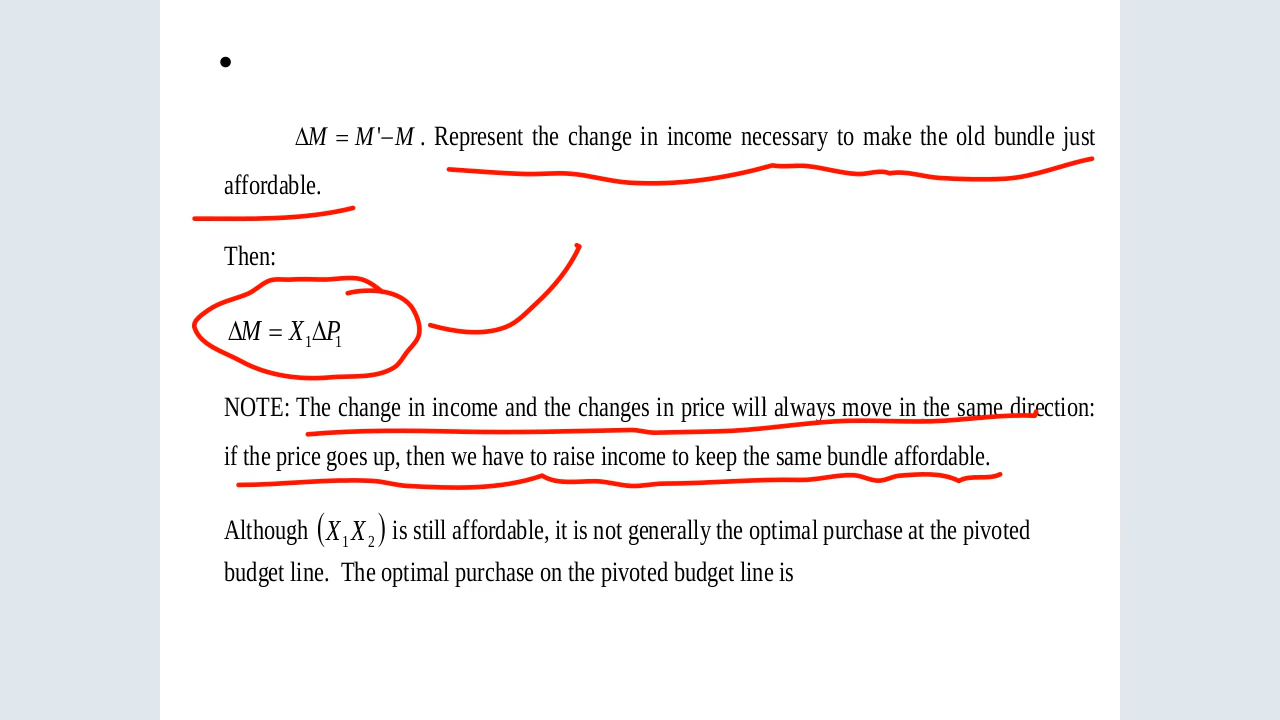 •
ΔM = M'–M . Represent the change in income necessary to make the old bundle just
affordable.
Then:
ΔM = X₁ΔP₁
NOTE: The change in income and the changes in price will always move in the same direction:
if the price goes up, then we have to raise income to keep the same bundle affordable.
Although (X₁X₂) is still affordable, it is not generally the optimal purchase at the pivoted
budget line. The optimal purchase on the pivoted budget line is